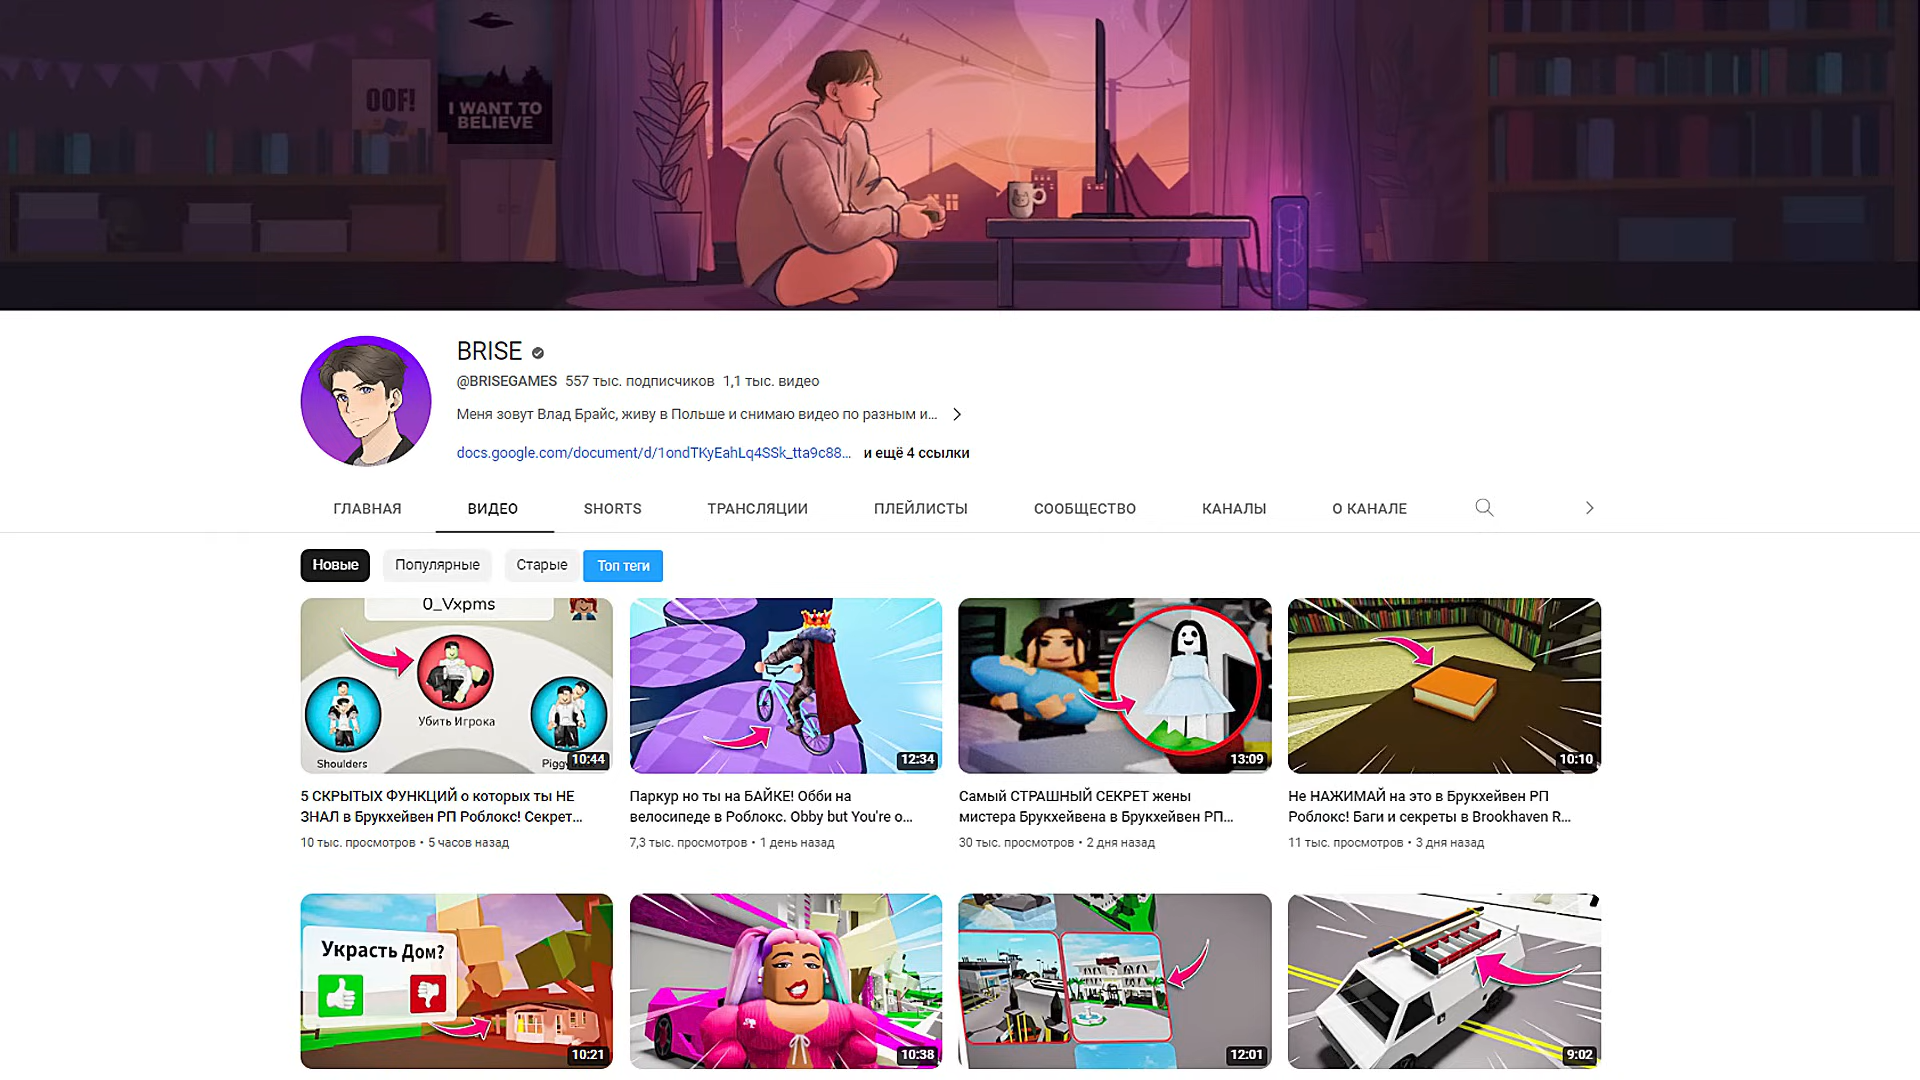 OOF!
I WANT TO
BELIEVE
BRISE
@BRISEGAMES 557 тыс. подписчиков 1,1 тыс. видео
Меня зовут Влад Брайс, живу в Польше и снимаю видео по разным и...
docs.google.com/document/d/1ondTKyEahLq4SSk_tta9c88... и ещё 4 ссылки
ГЛАВНАЯ ВИДЕО SHORTS ТРАНСЛЯЦИИ ПЛЕЙЛИСТЫ СООБЩЕСТВО КАНАЛЫ О КАНАЛЕ
Новые Популярные Старые Топ теги
0_Vxpms
Убить Игрока
Shoulders
10:44
12:34
13:09
10:10
5 СКРЫТЫХ ФУНКЦИЙ о которых ты НЕ
ЗНАЛ в Брукхейвен РП Роблокс! Секрет...
10 тыс. просмотров • 5 часов назад
Паркур но ты на БАЙКЕ! Обби на
велосипеде в Роблокс. Obby but You're o...
7,3 тыс. просмотров • 1 день назад
Самый СТРАШНЫЙ СЕКРЕТ жены
мистера Брукхейвена в Брукхейвен РП...
30 тыс. просмотров • 2 дня назад
Не НАЖИМАЙ на это в Брукхейвен РП
Роблокс! Баги и секреты в Brookhaven R...
11 тыс. просмотров • 3 дня назад
Украсть Дом?
10:21
10:38
12:01
9:02